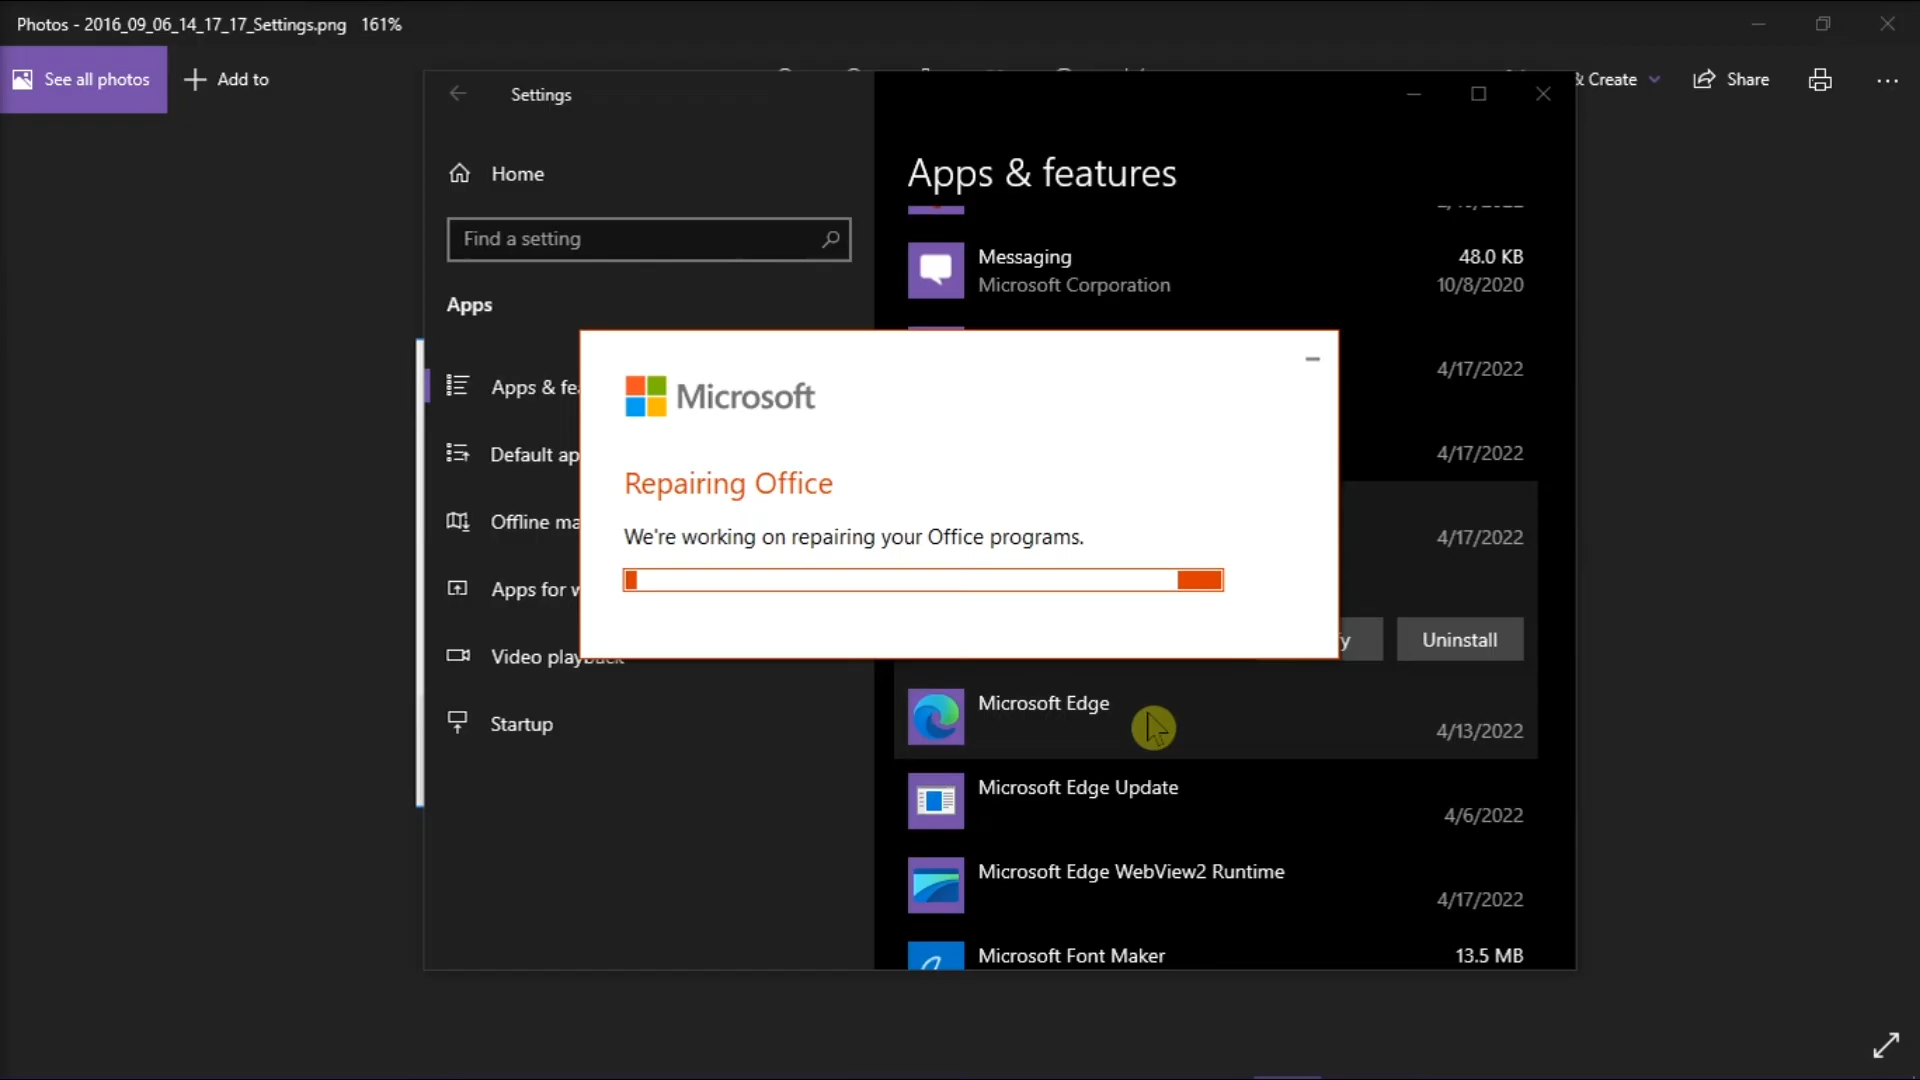 Photos - 2016_09_06_14_17_17_Settings.png 161%
See all photos
Add to
& Create
Share
Settings
Home
Find a setting
Apps
Apps & fea
Default ap
Offline ma
Apps for w
Video playback
Startup
Apps & features
Messaging
48.0 KB
Microsoft Corporation
10/8/2020
4/17/2022
4/17/2022
4/17/2022
Microsoft
Repairing Office
We're working on repairing your Office programs.
Uninstall
Microsoft Edge
4/13/2022
Microsoft Edge Update
4/6/2022
Microsoft Edge WebView2 Runtime
4/17/2022
Microsoft Font Maker
13.5 MB